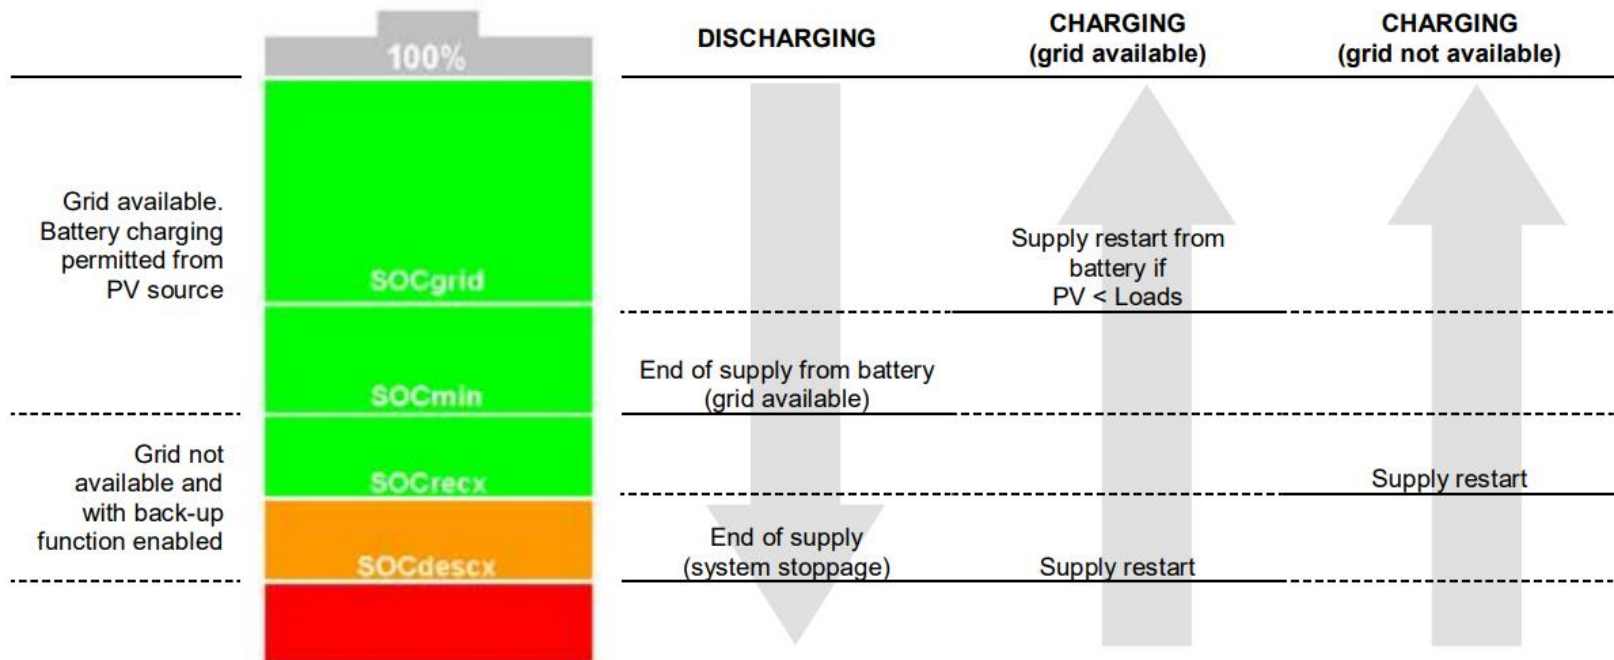 DISCHARGING
CHARGING
(grid available)
CHARGING
(grid not available)
100%
Grid available.
Battery charging
permitted from
PV source
SOCgrid
Supply restart from
battery if
PV < Loads
End of supply from battery
(grid available)
SOCmin
Grid not
available and
with back-up
function enabled
SOCrecx
Supply restart
End of supply
(system stoppage)
Supply restart
SOCdescx